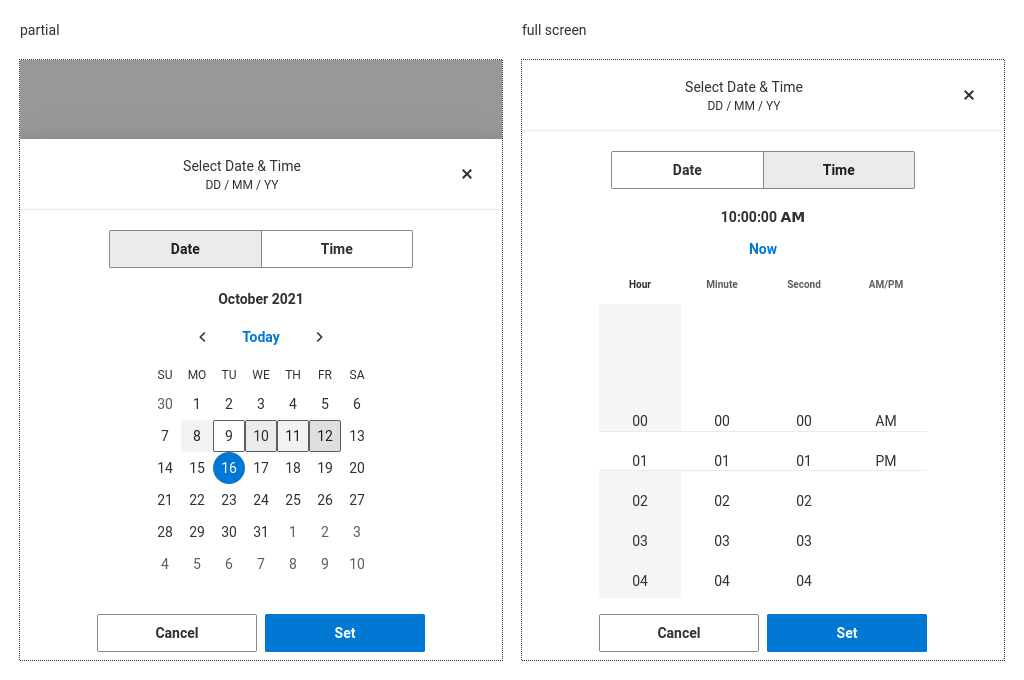 partial
Select Date & Time
DD / MM / YY
Date Time
October 2021
Today
SU MO TU WE TH FR SA
30 1 2 3 4 5 6
7 8 9 10 11 12 13
14 15 16 17 18 19 20
21 22 23 24 25 26 27
28 29 30 31 1 2 3
4 5 6 7 8 9 10
Cancel Set
full screen
Select Date & Time
DD / MM / YY
Date Time
10:00:00 AM
Now
Hour Minute Second AM/PM
00 00 00 AM
01 01 01 PM
02 02 02
03 03 03
04 04 04
Cancel Set